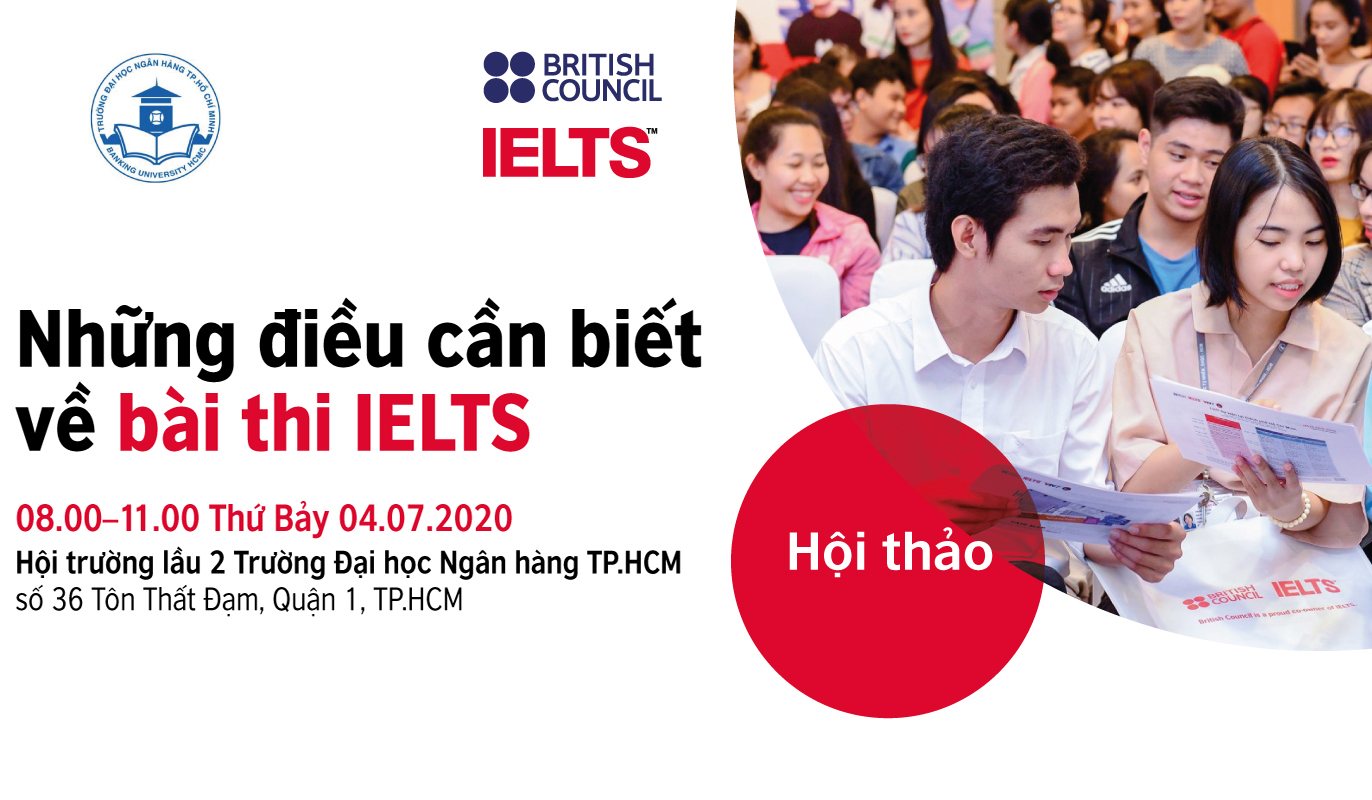 TRƯỜNG ĐẠI HỌC NGÂN HÀNG TP.HỒ CHÍ MINH
BANKING UNIVERSITY HCMC
BRITISH
COUNCIL
IELTS™
Những điều cần biết
về bài thi IELTS
08.00–11.00 Thứ Bảy 04.07.2020
Hội trường lầu 2 Trường Đại học Ngân hàng TP.HCM
số 36 Tôn Thất Đạm, Quận 1, TP.HCM
Hội thảo
adidas
BRITISH
COUNCIL
IELTS™
British Council is a proud co-owner of IELTS